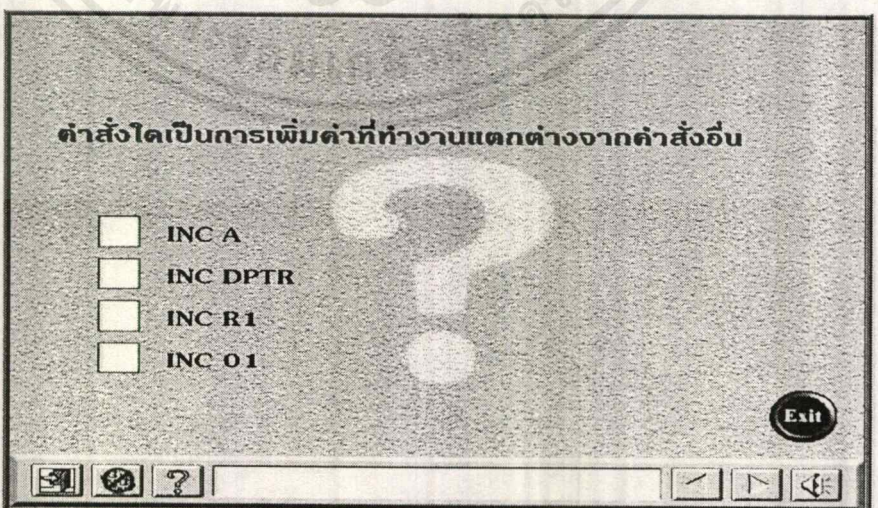 คำสั่งใดเป็นการเพิ่มค่าที่ทำงานแตกต่างจากคำสั่งอื่น
INC A
INC DPTR
INC R1
INC 01
Exit